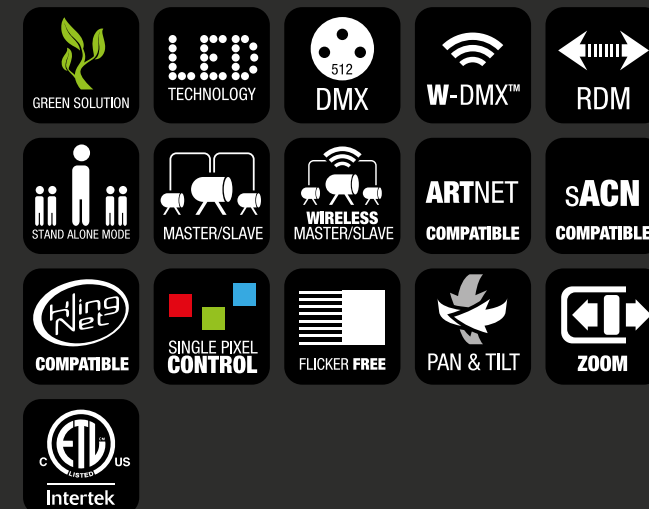 GREEN SOLUTION
LED
TECHNOLOGY
512
DMX
W-DMX™
RDM
STAND ALONE MODE
MASTER/SLAVE
WIRELESS
MASTER/SLAVE
ARTNET
COMPATIBLE
sACN
COMPATIBLE
Kling
Net
COMPATIBLE
SINGLE PIXEL
CONTROL
FLICKER FREE
PAN & TILT
ZOOM
ETL
C US
LISTED
Intertek